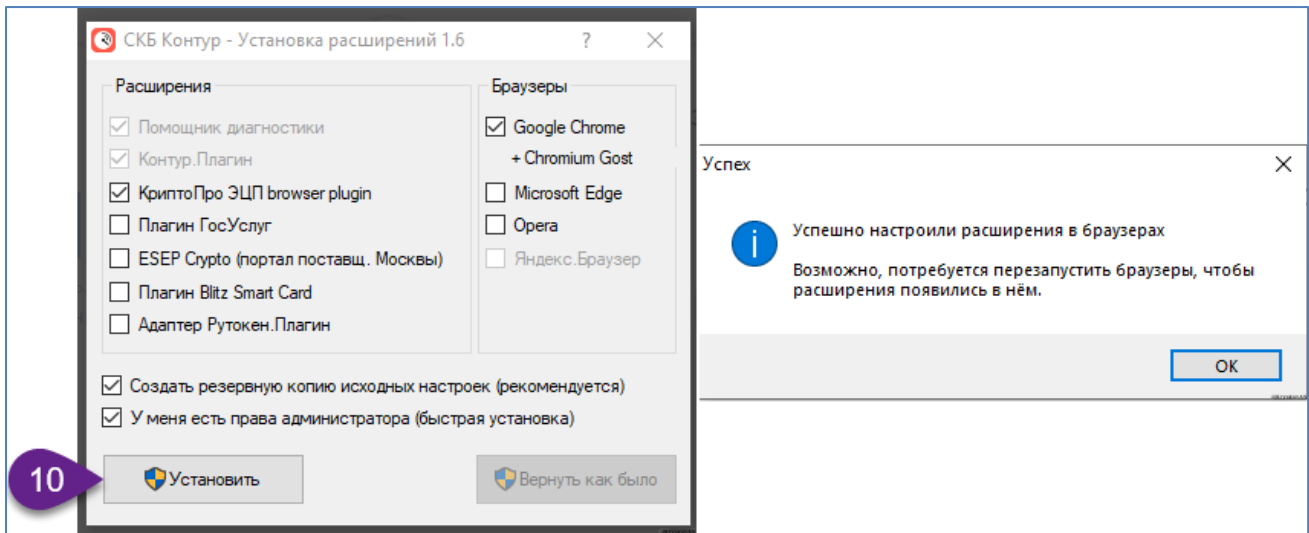 СКБ Контур - Установка расширений 1.6
?
Расширения
Помощник диагностики
Контур.Плагин
КриптоПро ЭЦП browser plugin
Плагин ГосУслуг
ESEP Crypto (портал поставщ. Москвы)
Плагин Blitz Smart Card
Адаптер Рутокен.Плагин
Браузеры
Google Chrome
+ Chromium Gost
Microsoft Edge
Opera
Яндекс.Браузер
Создать резервную копию исходных настроек (рекомендуется)
У меня есть права администратора (быстрая установка)
10
Установить
Вернуть как было
Успех
Успешно настроили расширения в браузерах
Возможно, потребуется перезапустить браузеры, чтобы
расширения появились в нём.
OK